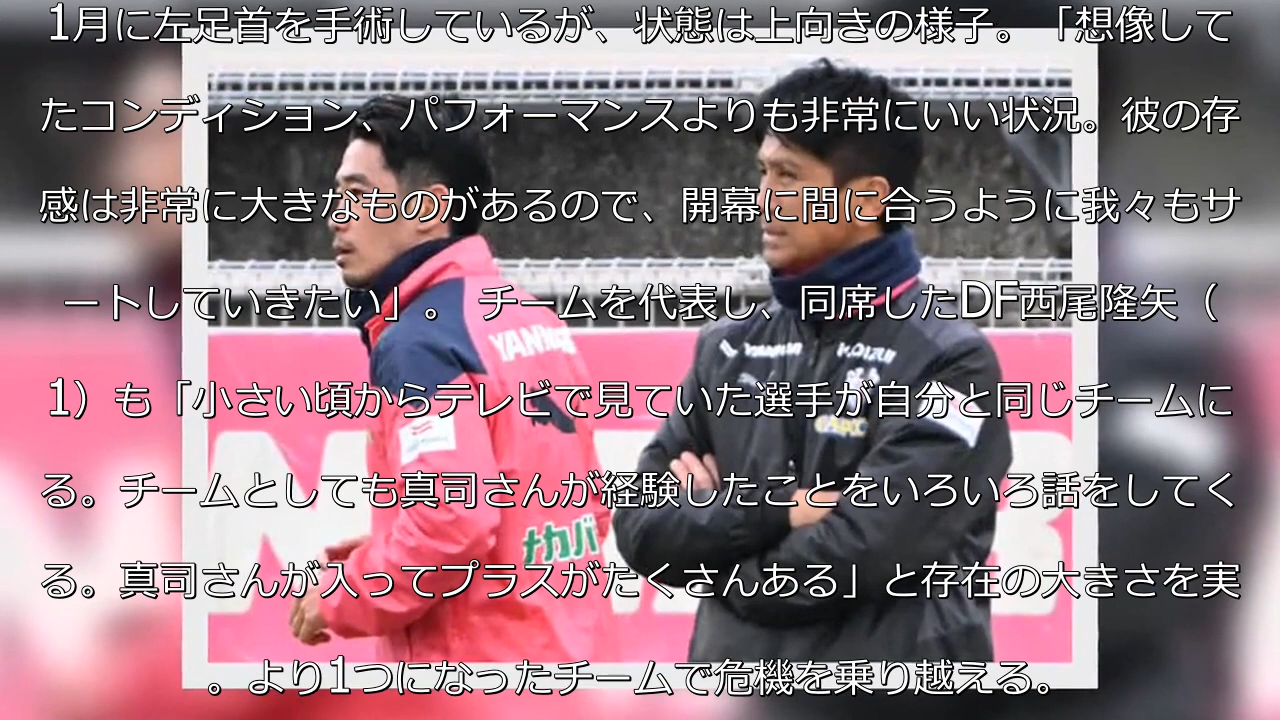 1月に左足首を手術しているが、状態は上向きの様子。「想像して
たコンディション、パフォーマンスよりも非常にいい状況。彼の存
感は非常に大きなものがあるので、開幕に間に合うように我々もサ
ートしていきたい」。 チームを代表し、同席したDF西尾隆矢（
1）も「小さい頃からテレビで見ていた選手が自分と同じチームに
る。チームとしても真司さんが経験したことをいろいろ話をしてく
る。真司さんが入ってプラスがたくさんある」と存在の大きさを実
。より1つになったチームで危機を乗り越える。
メカバ